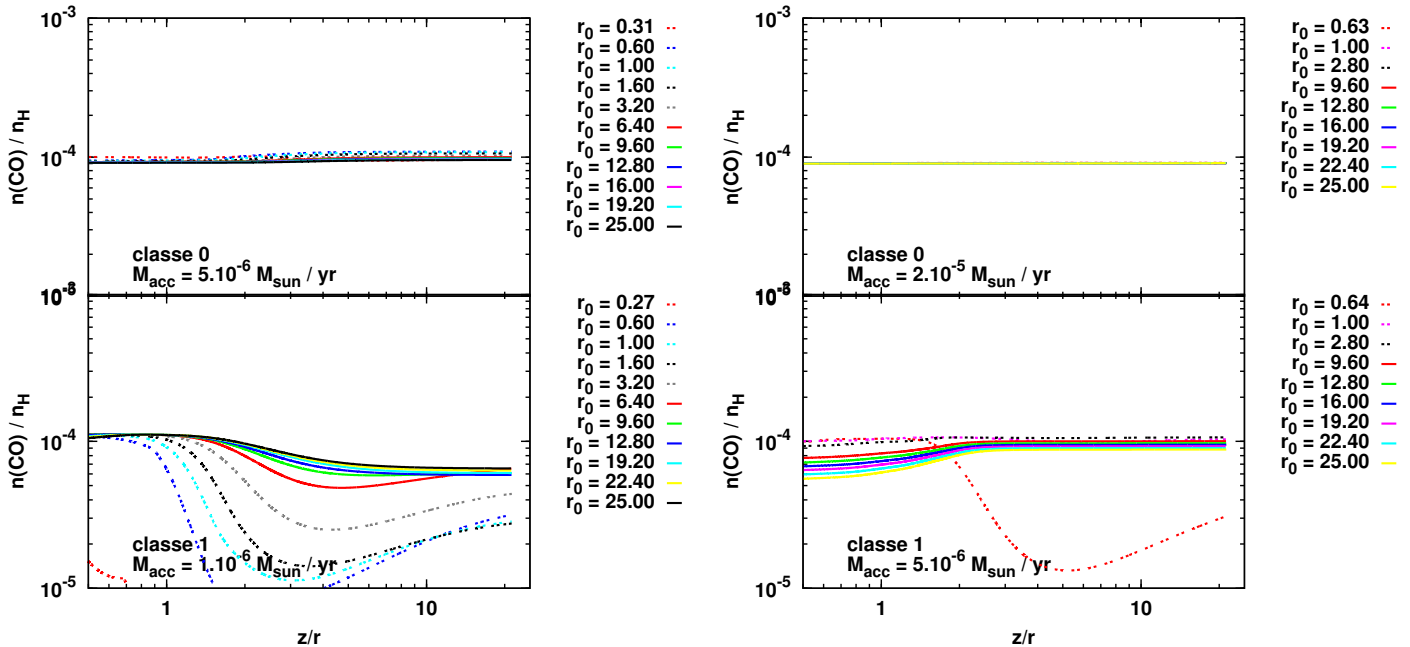 10^-3
10^-4
10^-5
n(CO) / n_H
classe 0
M_acc = 5.10^-6 M_sun / yr
r_0 = 0.31
r_0 = 0.60
r_0 = 1.00
r_0 = 1.60
r_0 = 3.20
r_0 = 6.40
r_0 = 9.60
r_0 = 12.80
r_0 = 16.00
r_0 = 19.20
r_0 = 25.00
10^-3
10^-4
n(CO) / n_H
classe 0
M_acc = 2.10^-5 M_sun / yr
r_0 = 0.63
r_0 = 1.00
r_0 = 2.80
r_0 = 9.60
r_0 = 12.80
r_0 = 16.00
r_0 = 19.20
r_0 = 22.40
r_0 = 25.00
10^-4
10^-5
n(CO) / n_H
classe 1
M_acc = 1.10^-6 M_sun / yr
1
10
z/r
r_0 = 0.27
r_0 = 0.60
r_0 = 1.00
r_0 = 1.60
r_0 = 3.20
r_0 = 6.40
r_0 = 9.60
r_0 = 12.80
r_0 = 19.20
r_0 = 22.40
r_0 = 25.00
10^-4
10^-5
n(CO) / n_H
classe 1
M_acc = 5.10^-6 M_sun / yr
1
10
z/r
r_0 = 0.64
r_0 = 1.00
r_0 = 2.80
r_0 = 9.60
r_0 = 12.80
r_0 = 16.00
r_0 = 19.20
r_0 = 22.40
r_0 = 25.00